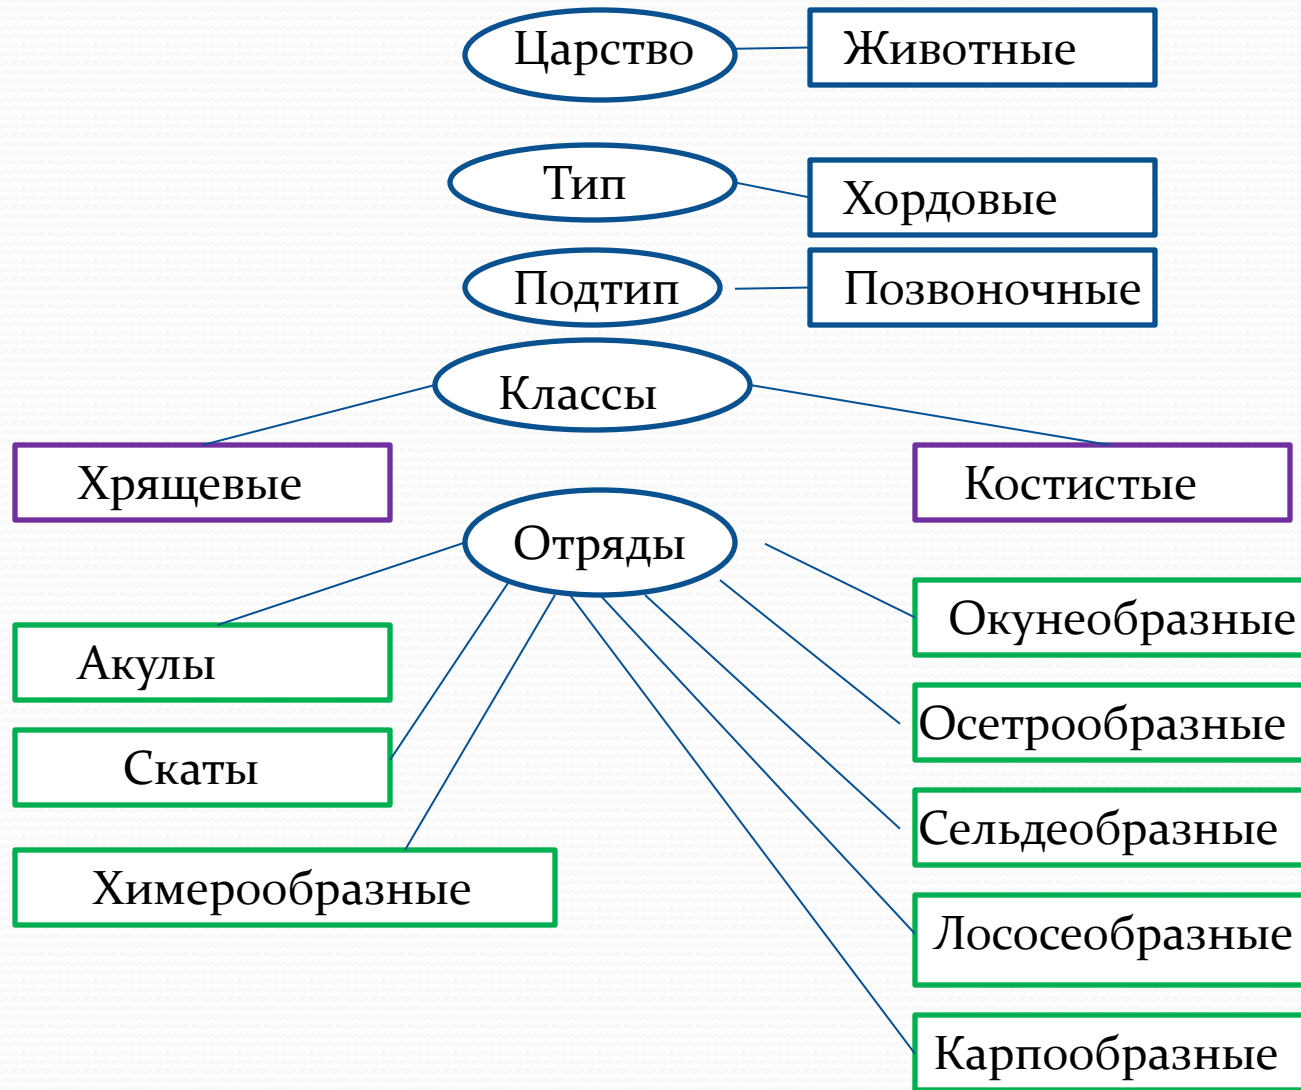 Царство
Животные
Тип
Хордовые
Подтип
Позвоночные
Классы
Хрящевые
Костистые
Отряды
Акулы
Скаты
Химерообразные
Окунеобразные
Осетрообразные
Сельдеобразные
Лососеобразные
Карпообразные